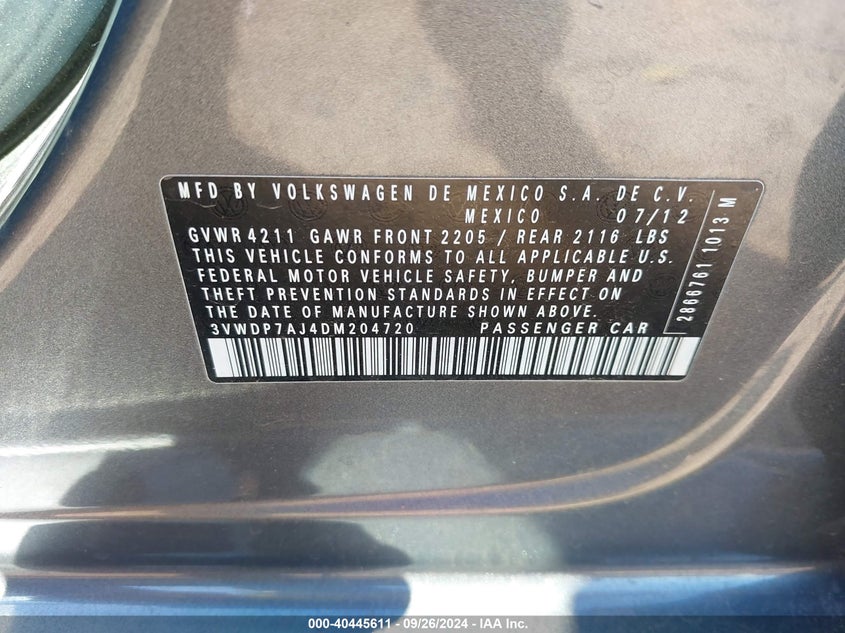 MFD BY VOLKSWAGEN DE MEXICO S.A. DE C.V.
MEXICO 07/12
GVWR 4211 GAWR FRONT 2205 / REAR 2116 LBS
THIS VEHICLE CONFORMS TO ALL APPLICABLE U.S.
FEDERAL MOTOR VEHICLE SAFETY, BUMPER AND
THEFT PREVENTION STANDARDS IN EFFECT ON
THE DATE OF MANUFACTURE SHOWN ABOVE.
3VWDP7AJ4DM204720 PASSENGER CAR
2866761 1013 M
000-40445611 - 09/26/2024 - IAA Inc.